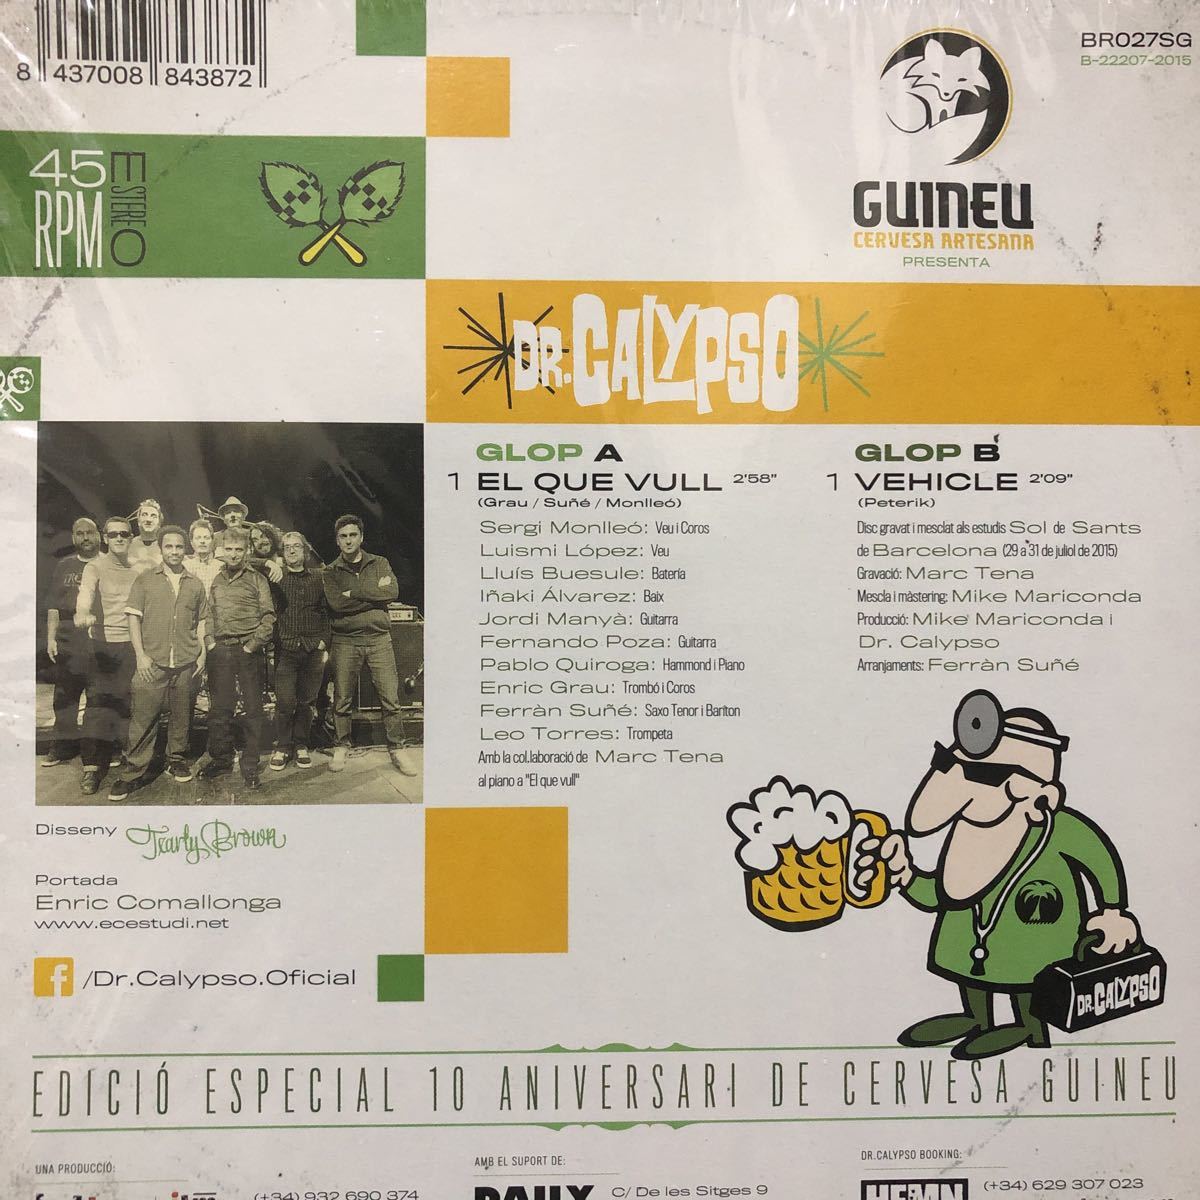 8 437008 843872
BR027SG
B-22207-2015
45
RPM
ESTEREO
GUINEU
CERVESA ARTESANA
PRESENTA
DR. CALYPSO
GLOP A
1 EL QUE VULL 2'58"
(Grau / Suñé / Monlleó)
Sergi Monlleó: Veu i Coros
Luismi López: Veu
Lluís Buesule: Batería
Iñaki Álvarez: Baix
Jordi Manyà: Guitarra
Fernando Poza: Guitarra
Pablo Quiroga: Hammond i Piano
Enric Grau: Trombó i Coros
Ferràn Suñé: Saxo Tenor i Bariton
Leo Torres: Trompeta
Amb la col.laboració de Marc Tena
al piano a "El que vull"
GLOP B
1 VEHICLE 2'09"
(Peterik)
Disc gravat i mesclat als estudis Sol de Sants
de Barcelona (29 a 31 de juliol de 2015)
Gravació: Marc Tena
Mescla i màstering: Mike Mariconda
Producció: Mike Mariconda i
Dr. Calypso
Arranjaments: Ferràn Suñé
Disseny Tearly Brown
Portada
Enric Comallonga
www.ecestudi.net
f /Dr.Calypso.Oficial
DR. CALYPSO
EDICIÓ ESPECIAL 10 ANIVERSARI DE CERVESA GUINEU
UNA PRODUCCIÓ:
(+34) 932 690 374
AMB EL SUPORT DE:
DAILY
C/ De les Sitges 9
DR.CALYPSO BOOKING:
(+34) 629 307 023